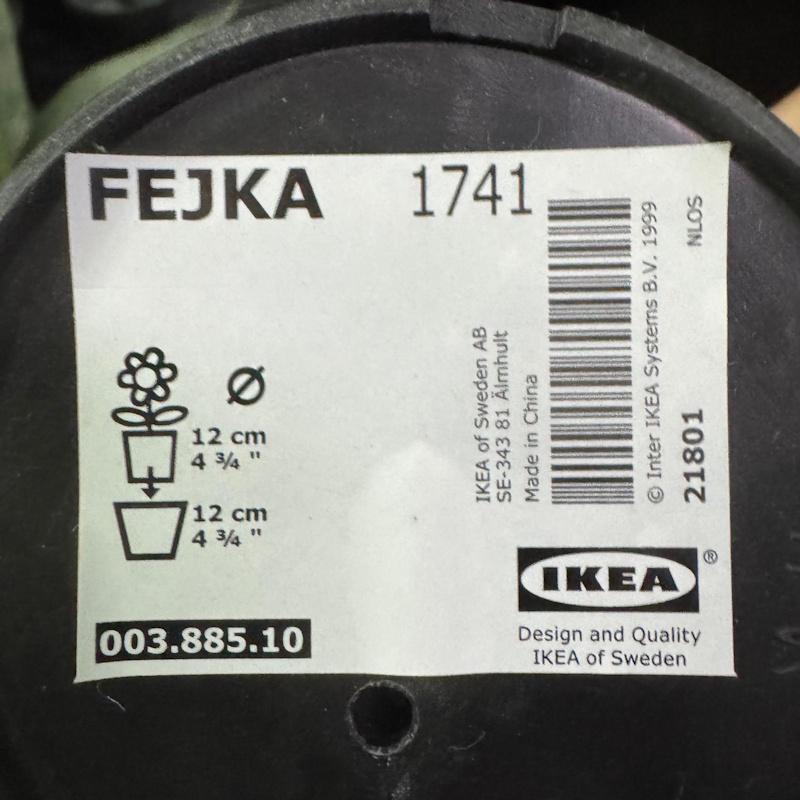 FEJKA 1741
Ø
12 cm
4 ¾ "
12 cm
4 ¾ "
003.885.10
IKEA of Sweden AB
SE-343 81 Älmhult
Made in China
© Inter IKEA Systems B.V. 1999
21801 NLOS
IKEA®
Design and Quality
IKEA of Sweden